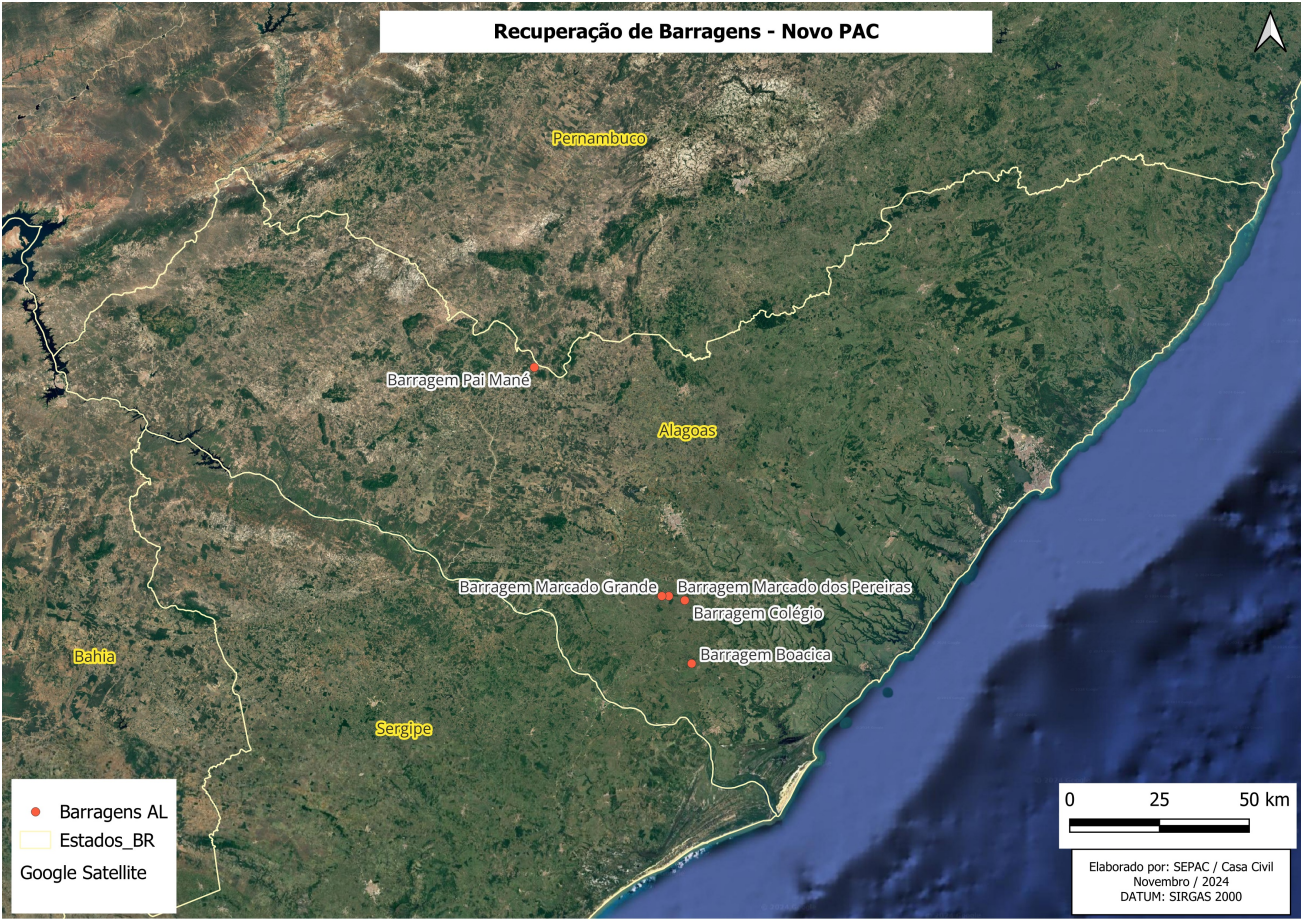 Recuperação de Barragens - Novo PAC
Pernambuco
Barragem Pai Mané
Alagoas
Barragem Marcado Grande
Barragem Marcado dos Pereiras
Barragem Colégio
Barragem Boacica
Bahia
Sergipe
Barragens AL
Estados_BR
Google Satellite
0 25 50 km
Elaborado por: SEPAC / Casa Civil
Novembro / 2024
DATUM: SIRGAS 2000